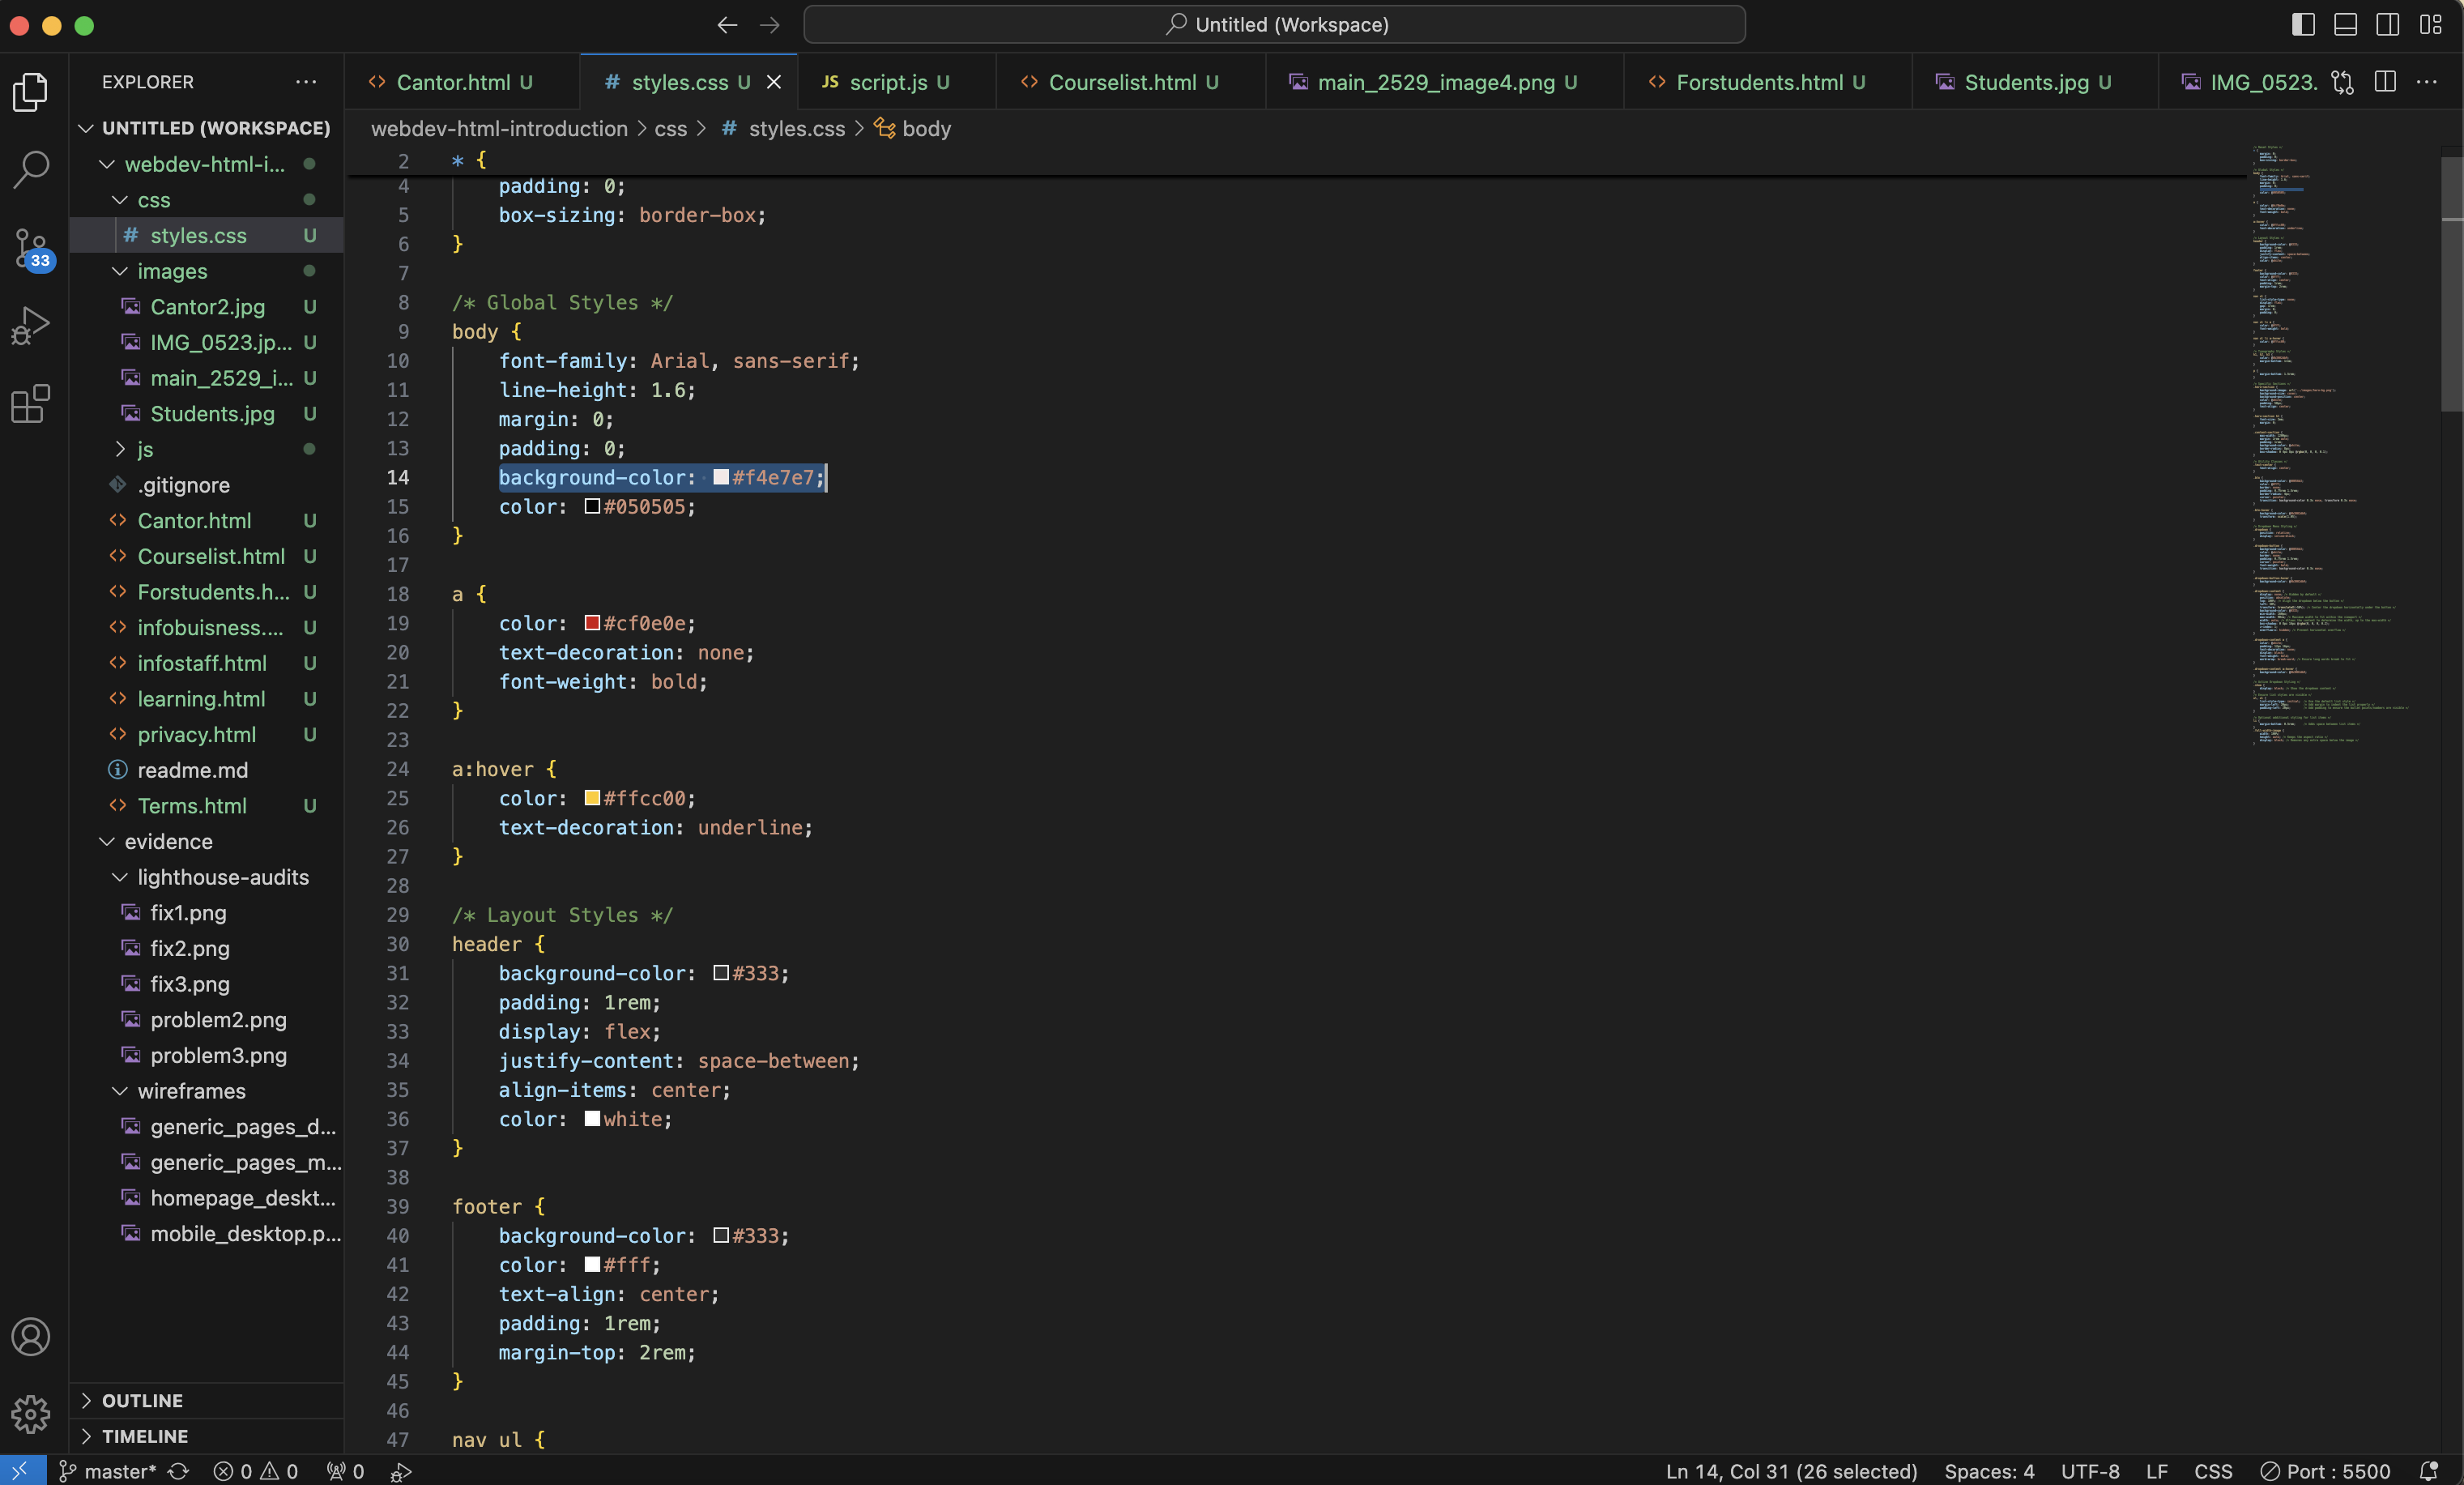 Untitled (Workspace)
EXPLORER
Cantor.html U
# styles.css U
JS script.js U
Courselist.html U
main_2529_image4.png U
Forstudents.html U
Students.jpg U
IMG_0523.
UNTITLED (WORKSPACE)
webdev-html-i...
css
# styles.css U
images
Cantor2.jpg U
IMG_0523.jp... U
main_2529_i... U
Students.jpg U
js
.gitignore
Cantor.html U
Courselist.html U
Forstudents.h... U
infobuisness.... U
infostaff.html U
learning.html U
privacy.html U
readme.md
Terms.html U
evidence
lighthouse-audits
fix1.png
fix2.png
fix3.png
problem2.png
problem3.png
wireframes
generic_pages_d...
generic_pages_m...
homepage_deskt...
mobile_desktop.p...
OUTLINE
TIMELINE
33
webdev-html-introduction > css > # styles.css > body
2 * {
4 padding: 0;
5 box-sizing: border-box;
6 }
7
8 /* Global Styles */
9 body {
10 font-family: Arial, sans-serif;
11 line-height: 1.6;
12 margin: 0;
13 padding: 0;
14 background-color: #f4e7e7;
15 color: #050505;
16 }
17
18 a {
19 color: #cf0e0e;
20 text-decoration: none;
21 font-weight: bold;
22 }
23
24 a:hover {
25 color: #ffcc00;
26 text-decoration: underline;
27 }
28
29 /* Layout Styles */
30 header {
31 background-color: #333;
32 padding: 1rem;
33 display: flex;
34 justify-content: space-between;
35 align-items: center;
36 color: white;
37 }
38
39 footer {
40 background-color: #333;
41 color: #fff;
42 text-align: center;
43 padding: 1rem;
44 margin-top: 2rem;
45 }
46
47 nav ul {
master* 0 0 0
Ln 14, Col 31 (26 selected) Spaces: 4 UTF-8 LF CSS Port : 5500